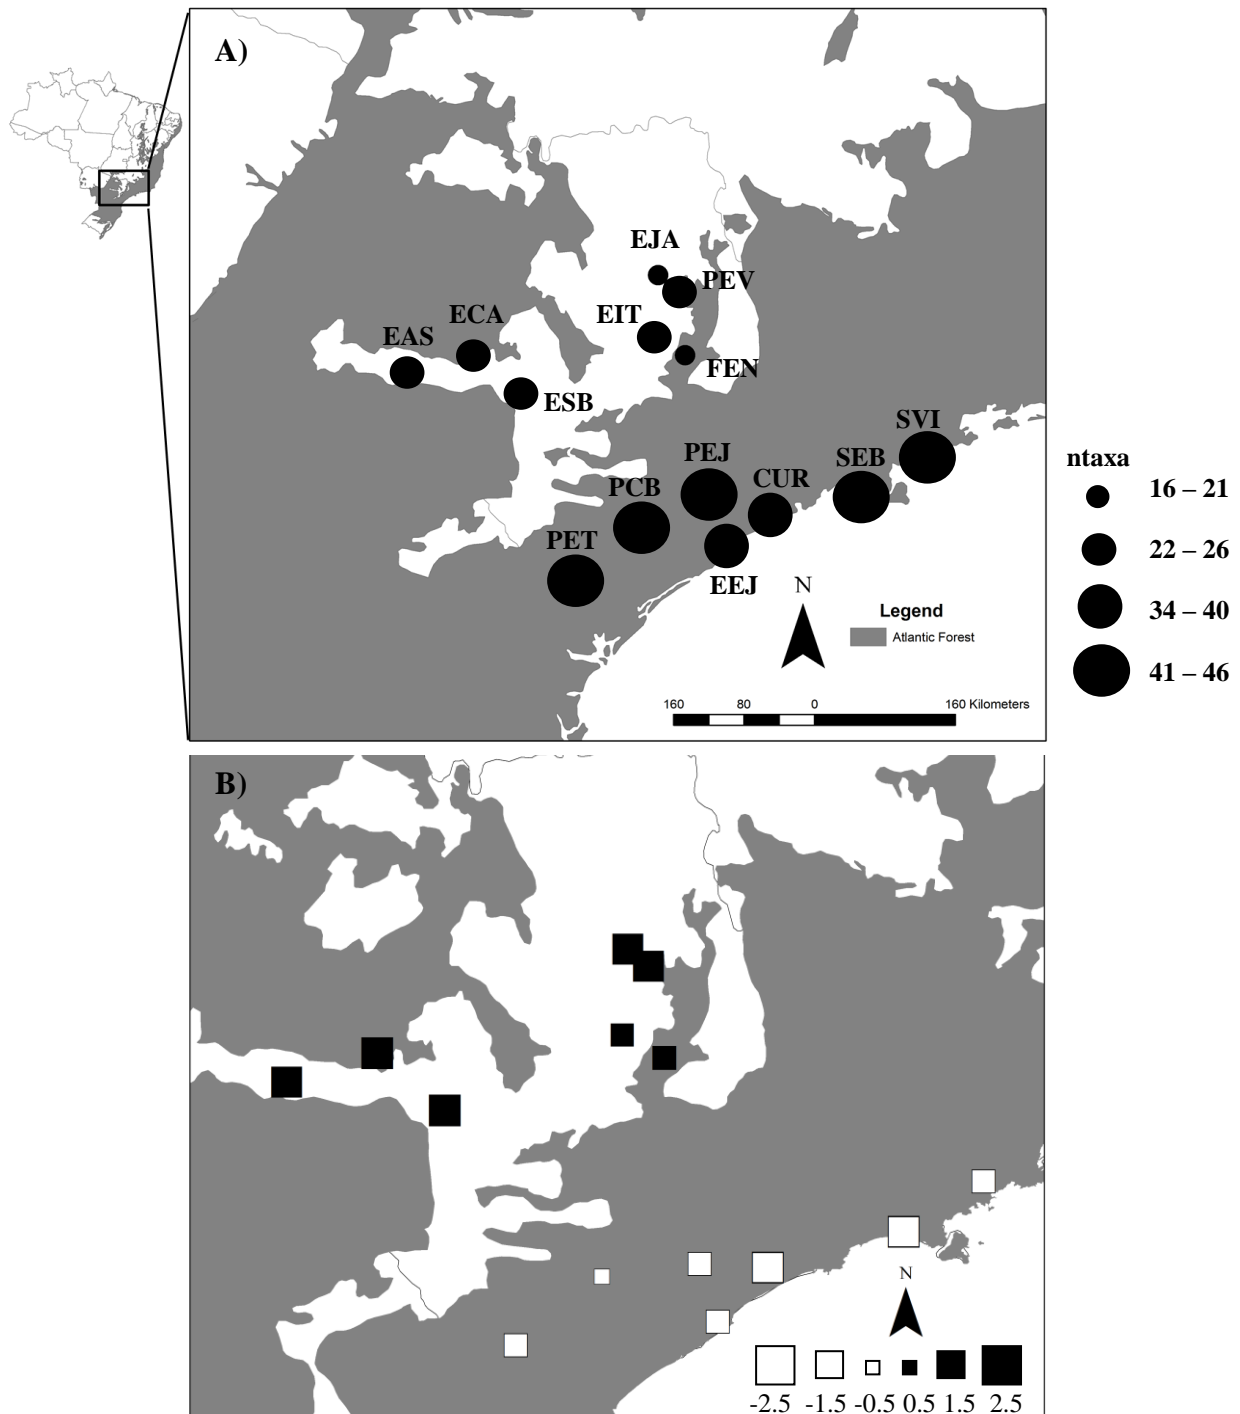 A)
EJA
PEV
EIT
ECA
EAS
FEN
ESB
SVI
PEJ
SEB
CUR
PCB
PET
EEJ
N
Legend
Atlantic Forest
160 80 0 160 Kilometers
ntaxa
16 – 21
22 – 26
34 – 40
41 – 46
B)
N
-2.5 -1.5 -0.5 0.5 1.5 2.5